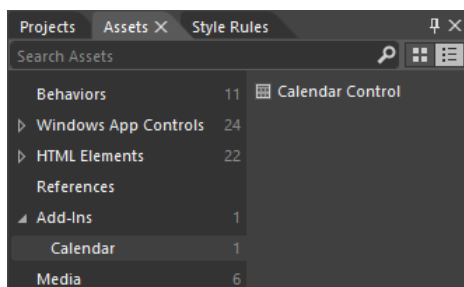 Projects Assets Style Rules
Search Assets
Behaviors 11
Windows App Controls 24
HTML Elements 22
References
Add-Ins 1
Calendar 1
Media 6
Calendar Control